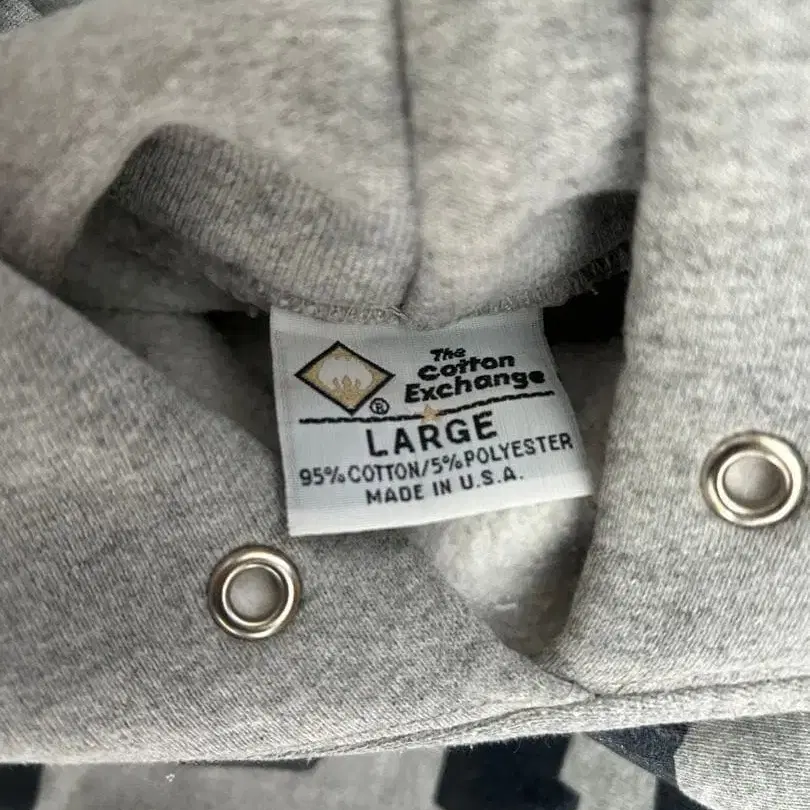 The
Cotton
Exchange
®
LARGE
95% COTTON/5% POLYESTER
MADE IN U.S.A.